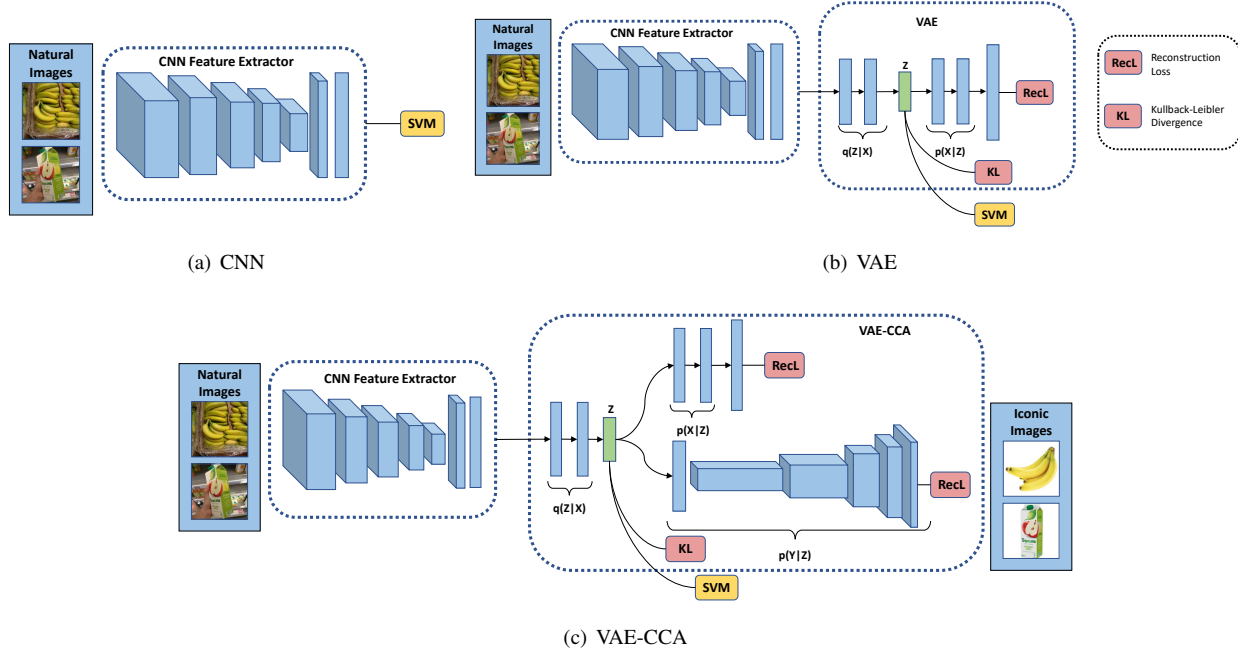 Natural
Images
CNN Feature Extractor
SVM
(a) CNN
Natural
Images
CNN Feature Extractor
VAE
Z
q(Z|X)
p(X|Z)
RecL
KL
SVM
(b) VAE
RecL
Reconstruction
Loss
KL
Kullback-Leibler
Divergence
Natural
Images
CNN Feature Extractor
VAE-CCA
Z
q(Z|X)
p(X|Z)
RecL
RecL
p(Y|Z)
KL
SVM
Iconic
Images
(c) VAE-CCA